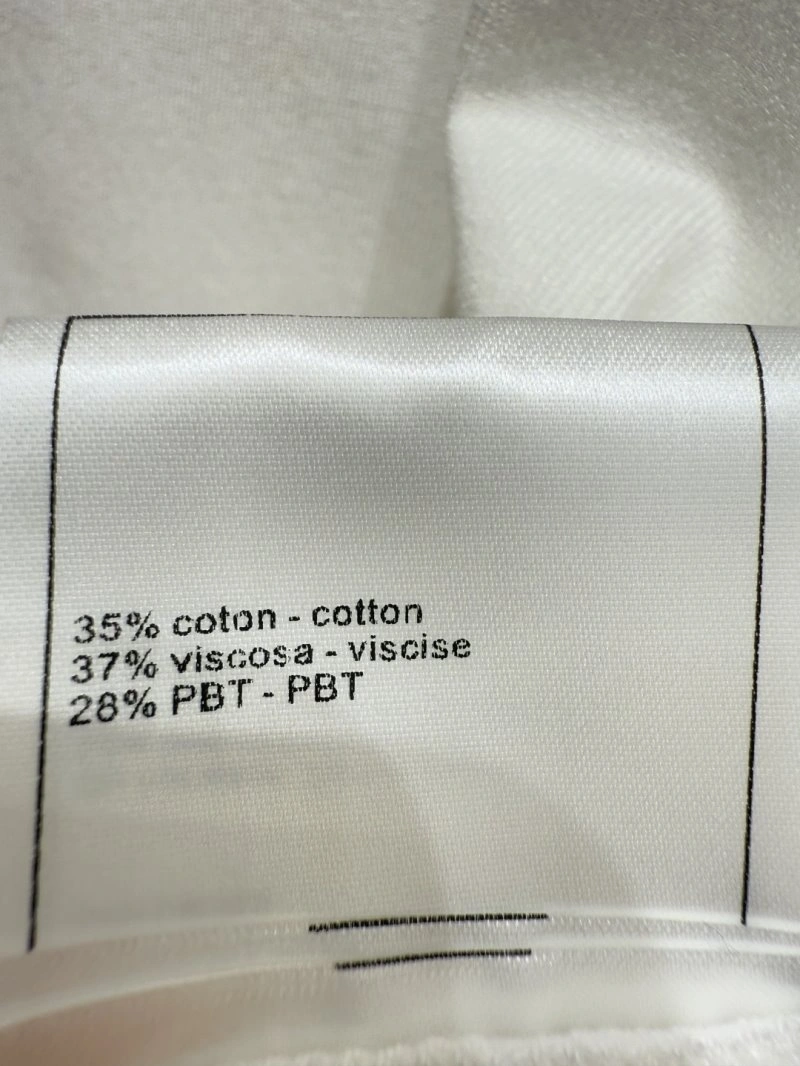 35% coton - cotton
37% viscosa - viscise
28% PBT - PBT